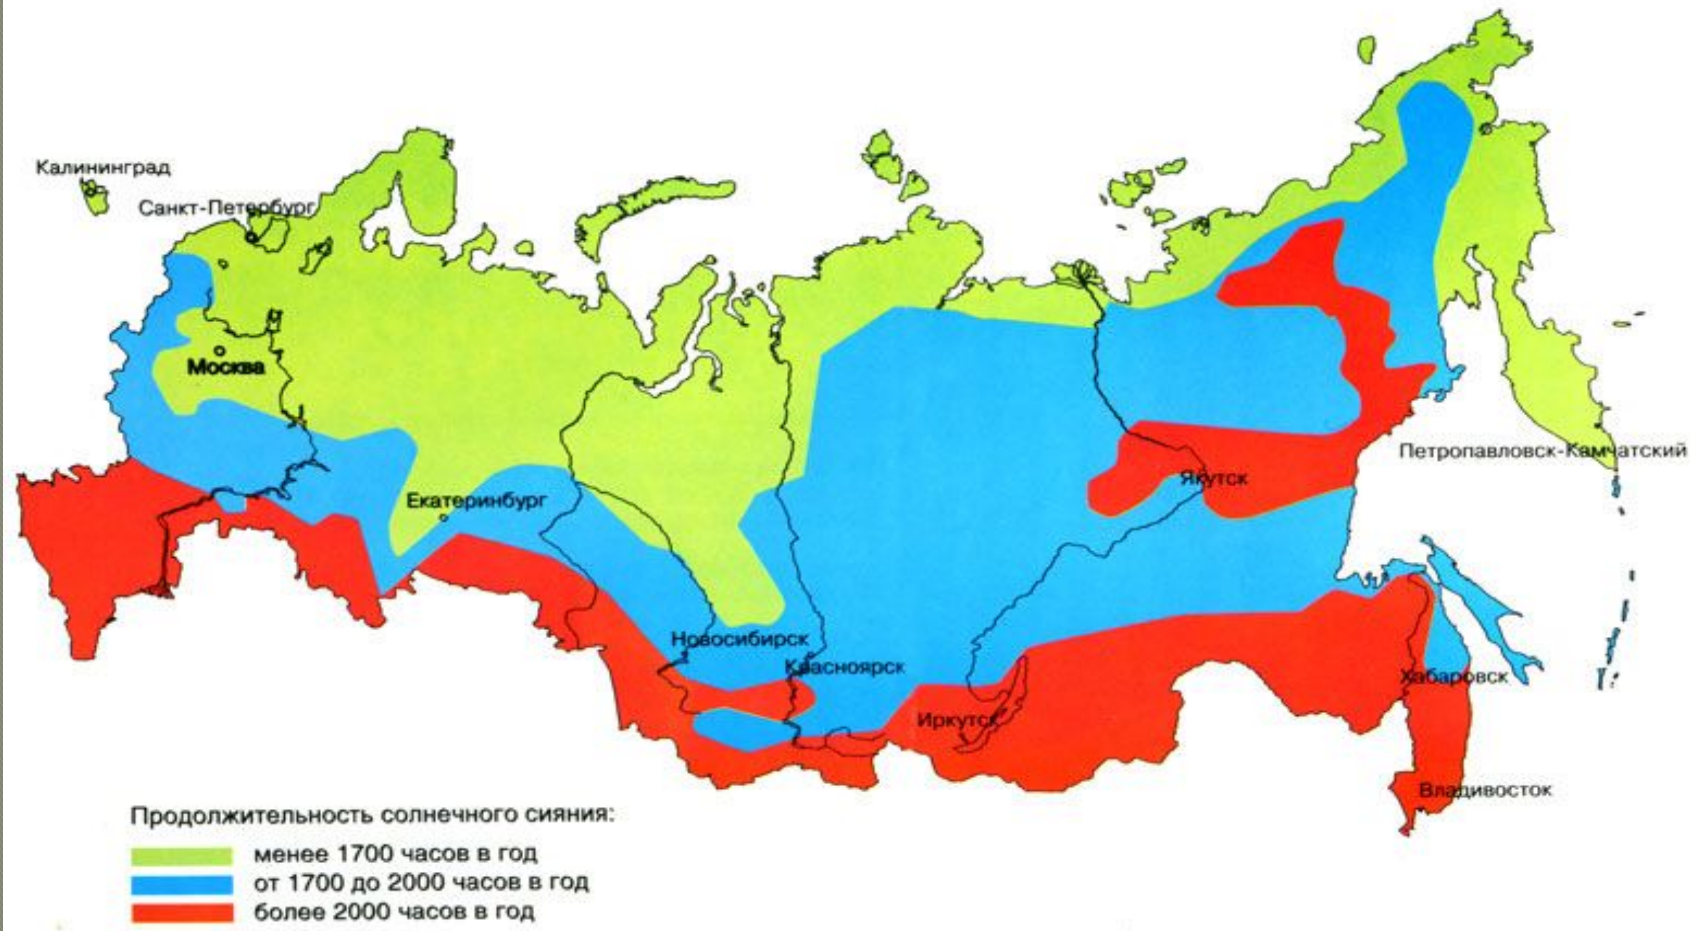 Калининград
Санкт-Петербург
Москва
Петропавловск-Камчатский
Якутск
Екатеринбург
Новосибирск
Красноярск
Хабаровск
Иркутск
Владивосток
Продолжительность солнечного сияния:
менее 1700 часов в год
от 1700 до 2000 часов в год
более 2000 часов в год